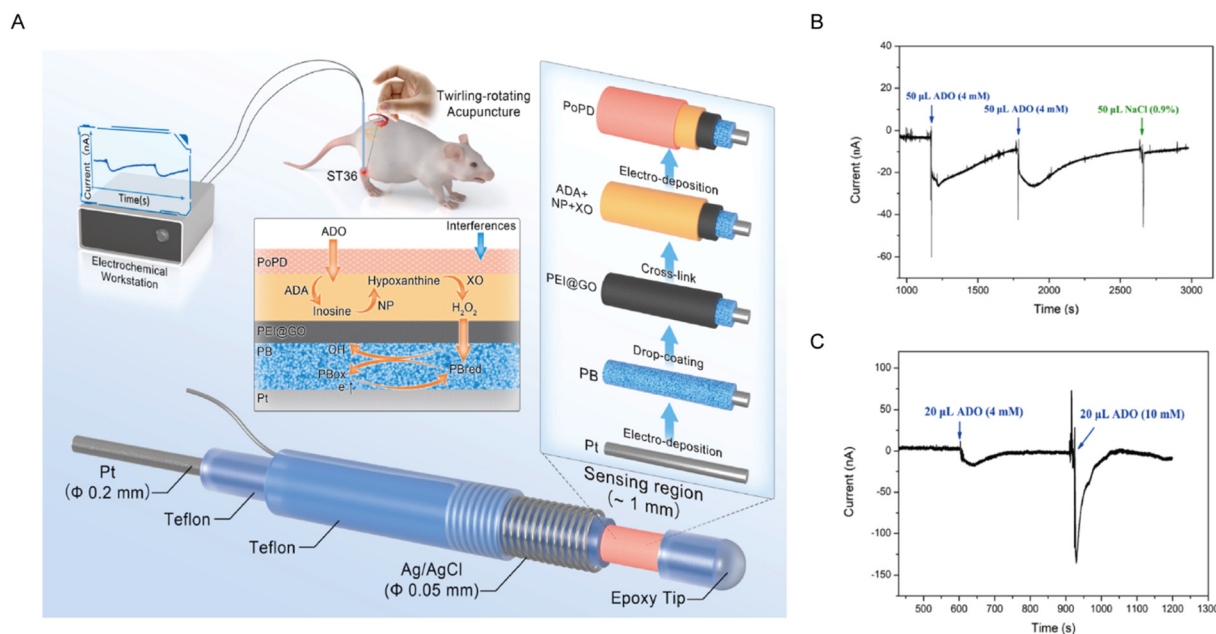 A
Current (nA)
Time(s)
Electrochemical
Workstation
Twirling-rotating
Acupuncture
ST36
ADO
Interferences
PoPD
ADA
Hypoxanthine
XO
Inosine
NP
H₂O₂
PEI@GO
PB
OH⁻
PBox
PBred
e⁻↑
Pt
PoPD
Electro-deposition
ADA+
NP+XO
Cross-link
PEI@GO
Drop-coating
PB
Electro-deposition
Pt
Sensing region
(~ 1 mm)
Pt
(Φ 0.2 mm)
Teflon
Teflon
Ag/AgCl
(Φ 0.05 mm)
Epoxy Tip
B
50 μL ADO (4 mM)
50 μL ADO (4 mM)
50 μL NaCl (0.9%)
Current (nA)
40
20
0
-20
-40
-60
1000 1500 2000 2500 3000
Time (s)
C
20 μL ADO (4 mM)
20 μL ADO (10 mM)
Current (nA)
100
50
0
-50
-100
-150
500 600 700 800 900 1000 1100 1200 1300
Time (s)